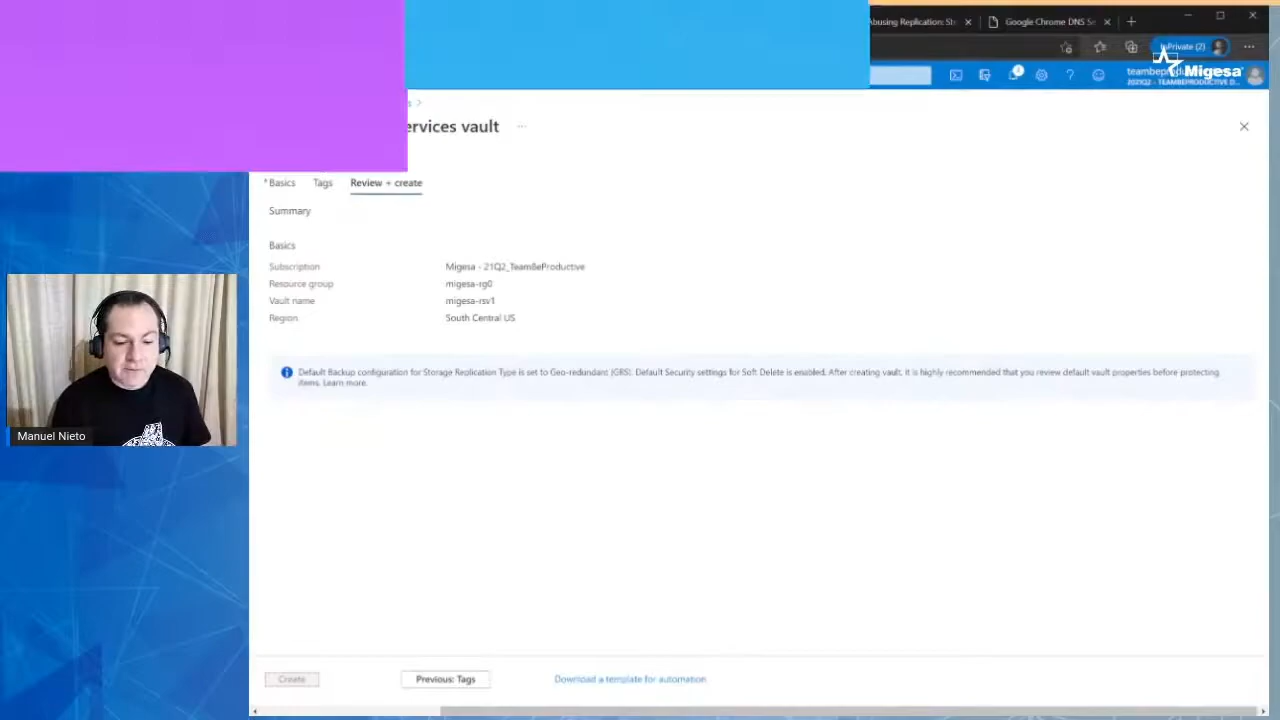 Abusing Replication: St
Google Chrome DNS Se
InPrivate (2)
Migesa
1
?
2021Q2 - TEAMBEPRODUCTIVE D...
ervices vault
...
* Basics
Tags
Review + create
Summary
Basics
Subscription
Migesa - 21Q2_TeamBeProductive
Resource group
migesa-rg0
Vault name
migesa-rsv1
Region
South Central US
Default Backup configuration for Storage Replication Type is set to Geo-redundant (GRS). Default Security settings for Soft Delete is enabled. After creating vault, it is highly recommended that you review default vault properties before protecting
items. Learn more.
Manuel Nieto
Create
Previous: Tags
Download a template for automation